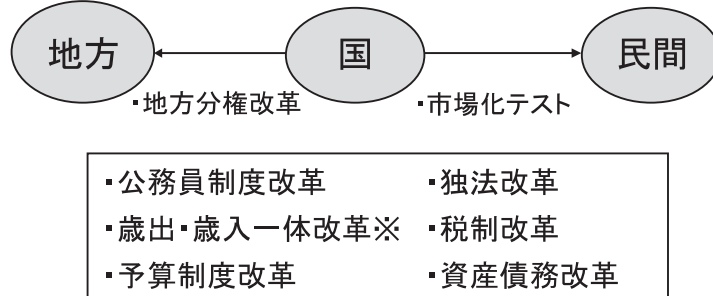 地方 国 民間
・地方分権改革 ・市場化テスト
・公務員制度改革 ・独法改革
・歳出・歳入一体改革※ ・税制改革
・予算制度改革 ・資産債務改革